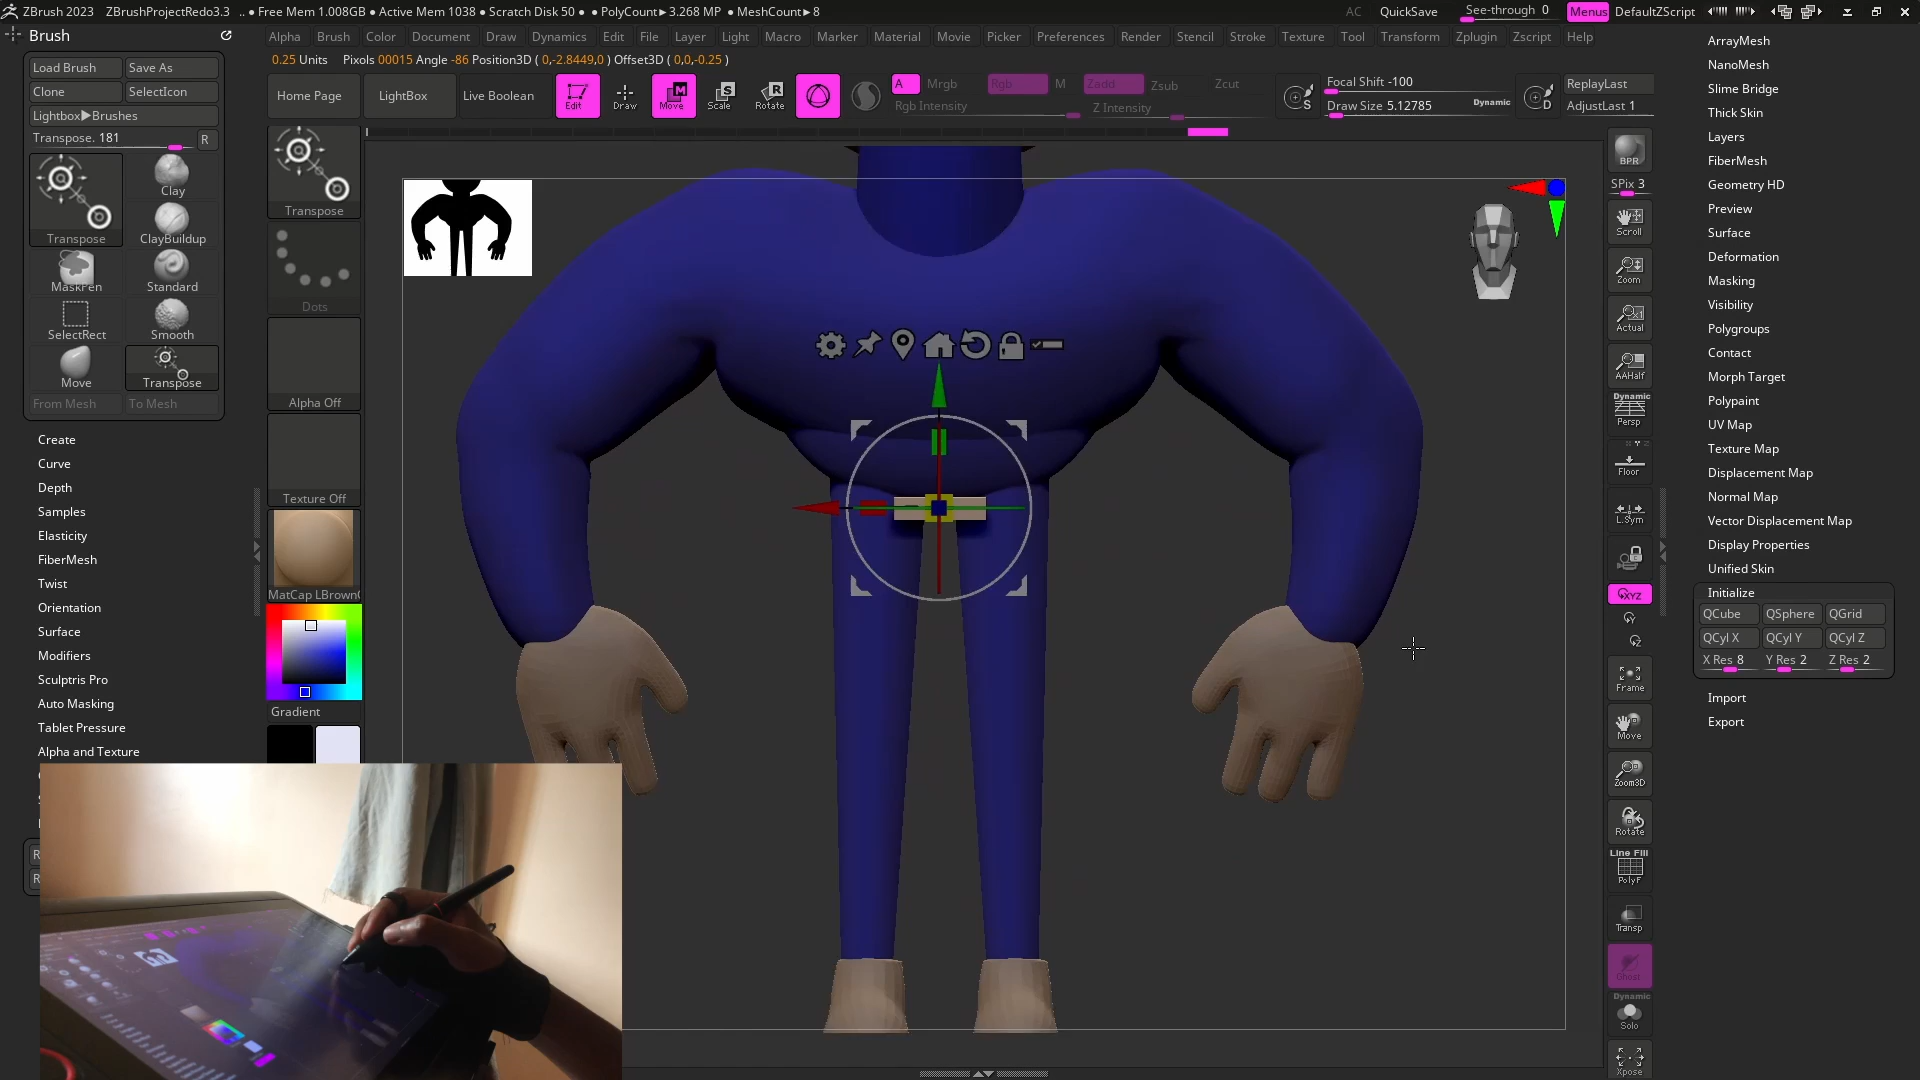 ZBrush 2023 ZBrushProjectRedo3.3 .. ● Free Mem 1.008GB ● Active Mem 1038 ● Scratch Disk 50 ● ● PolyCount► 3.268 MP ● MeshCount► 8 AC QuickSave See-through 0 Menus DefaultZScript
Brush
Alpha Brush Color Document Draw Dynamics Edit File Layer Light Macro Marker Material Movie Picker Preferences Render Stencil Stroke Texture Tool Transform Zplugin Zscript Help
0.25 Units Pixols 00015 Angle -86 Position3D ( 0,-2.8449,0 ) Offset3D ( 0,0,-0.25 )
Load Brush Save As
Clone SelectIcon
Lightbox►Brushes
Transpose. 181 R
Transpose
Clay
ClayBuildup
MaskPen
Standard
SelectRect
Smooth
Move
Transpose
From Mesh To Mesh
Create
Curve
Depth
Samples
Elasticity
FiberMesh
Twist
Orientation
Surface
Modifiers
Sculptris Pro
Auto Masking
Tablet Pressure
Alpha and Texture
Home Page LightBox Live Boolean
Edit Draw Move Scale Rotate
A Mrgb Rgb M Zadd Zsub Zcut
Rgb Intensity Z Intensity
Focal Shift -100
Draw Size 5.12785 Dynamic
ReplayLast
AdjustLast 1
Transpose
Dots
Alpha Off
Texture Off
MatCap LBrown
Gradient
BPR
SPix 3
Scroll
Zoom
Actual
AAHalf
Dynamic
Persp
Floor
L.Sym
XYZ
Y
Z
Frame
Move
Zoom3D
Rotate
Line Fill
PolyF
Transp
Ghost
Dynamic
Solo
Xpose
ArrayMesh
NanoMesh
Slime Bridge
Thick Skin
Layers
FiberMesh
Geometry HD
Preview
Surface
Deformation
Masking
Visibility
Polygroups
Contact
Morph Target
Polypaint
UV Map
Texture Map
Displacement Map
Normal Map
Vector Displacement Map
Display Properties
Unified Skin
Initialize
QCube QSphere QGrid
QCyl X QCyl Y QCyl Z
X Res 8 Y Res 2 Z Res 2
Import
Export